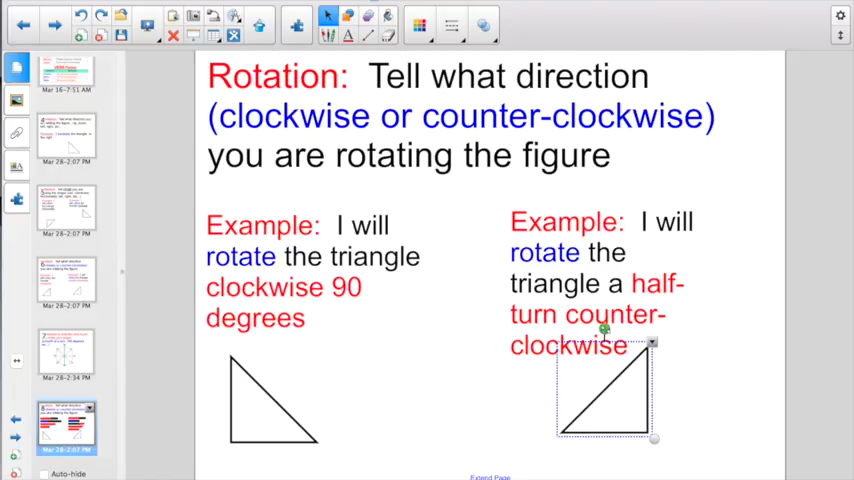 Rotation: Tell what direction
(clockwise or counter-clockwise)
you are rotating the figure
Example: I will
rotate the triangle
clockwise 90
degrees
Example: I will
rotate the
triangle a half-
turn counter-
clockwise
Extend Page
Mar 16-7:51 AM
Mar 28-2:07 PM
Mar 28-2:07 PM
Mar 28-2:07 PM
Mar 28-2:34 PM
Mar 28-2:07 PM
Auto-hide